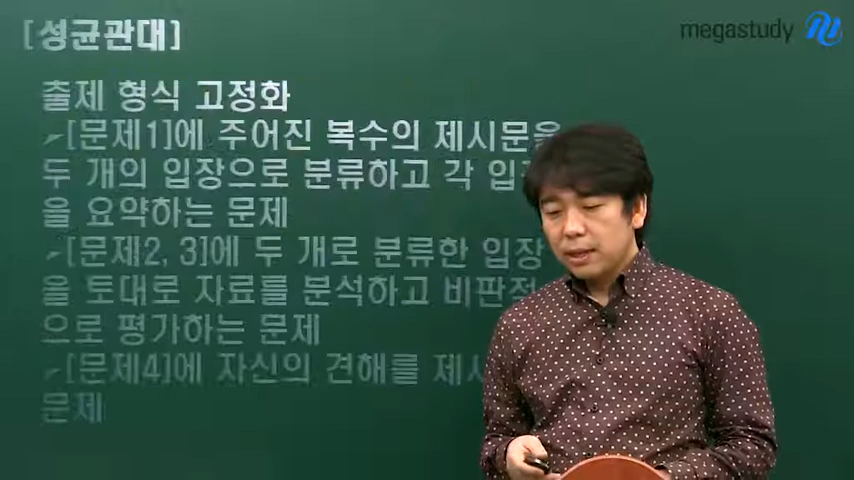 [성균관대]
megastudy
출제 형식 고정화
➢[문제1]에 주어진 복수의 제시문을
두 개의 입장으로 분류하고 각 입장
을 요약하는 문제
➢[문제2, 3]에 두 개로 분류한 입장
을 토대로 자료를 분석하고 비판적
으로 평가하는 문제
➢[문제4]에 자신의 견해를 제시
문제